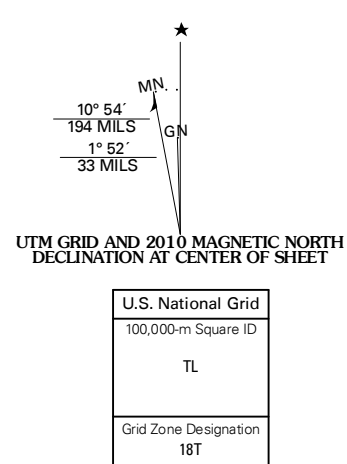 ★
MN
10° 54´
194 MILS
GN
1° 52´
33 MILS
UTM GRID AND 2010 MAGNETIC NORTH
DECLINATION AT CENTER OF SHEET
U.S. National Grid
100,000-m Square ID
TL
Grid Zone Designation
18T